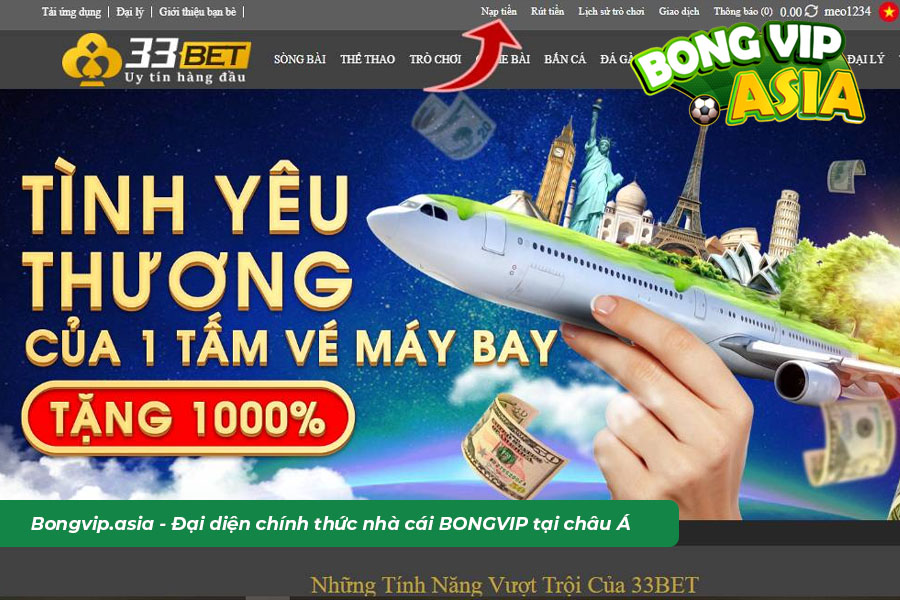 Tải ứng dụng | Đại lý | Giới thiệu bạn bè |
Nạp tiền Rút tiền Lịch sử trò chơi Giao dịch Thông báo (0) 0.00 meo1234
33BET
Uy tín hàng đầu
SÒNG BÀI THỂ THAO TRÒ CHƠI BÀI BẮN CÁ ĐÁ GÀ ĐẠI LÝ
BONG VIP
ASIA
TÌNH YÊU
THƯƠNG
CỦA 1 TẤM VÉ MÁY BAY
TẶNG 1000%
Bongvip.asia - Đại diện chính thức nhà cái BONGVIP tại châu Á
Những Tính Năng Vượt Trội Của 33BET